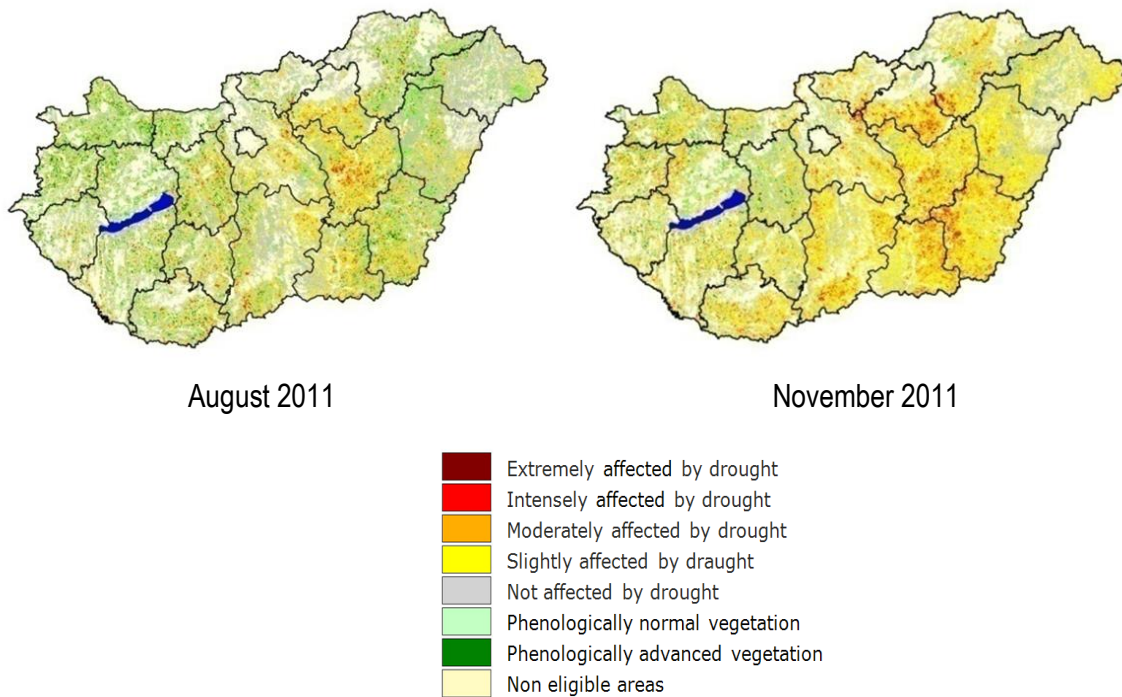 August 2011
November 2011
Extremely affected by drought
Intensely affected by drought
Moderately affected by drought
Slightly affected by draught
Not affected by drought
Phenologically normal vegetation
Phenologically advanced vegetation
Non eligible areas